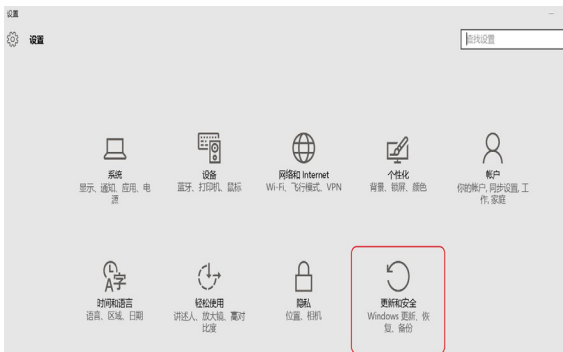 设置
设置
查找设置
系统
显示、通知、应用、电
源
设备
蓝牙、打印机、鼠标
网络和 Internet
Wi-Fi、飞行模式、VPN
个性化
背景、锁屏、颜色
帐户
你的帐户,同步设置,工
作,家庭
时间和语言
语音、区域、日期
轻松使用
讲述人、放大镜、高对
比度
隐私
位置、相机
更新和安全
Windows 更新、恢
复、备份